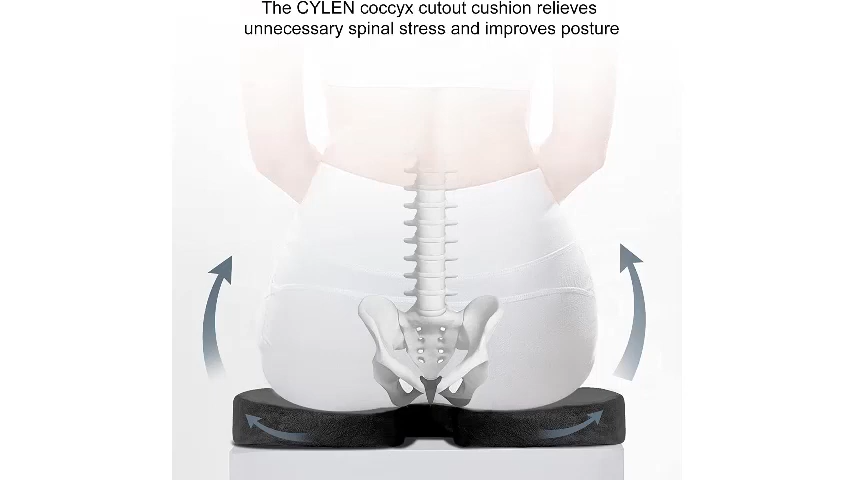 The CYLEN coccyx cutout cushion relieves
unnecessary spinal stress and improves posture